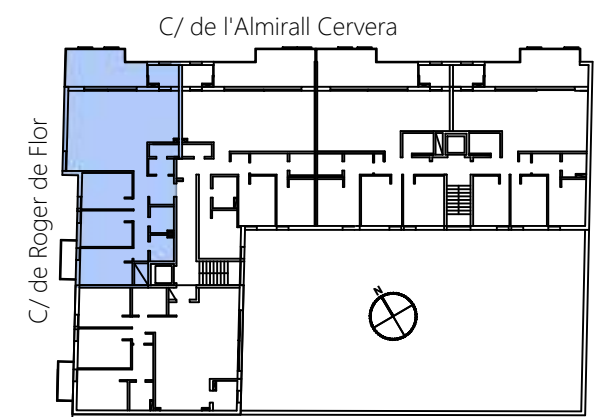 C/ de l'Almirall Cervera
C/ de Roger de Flor
N